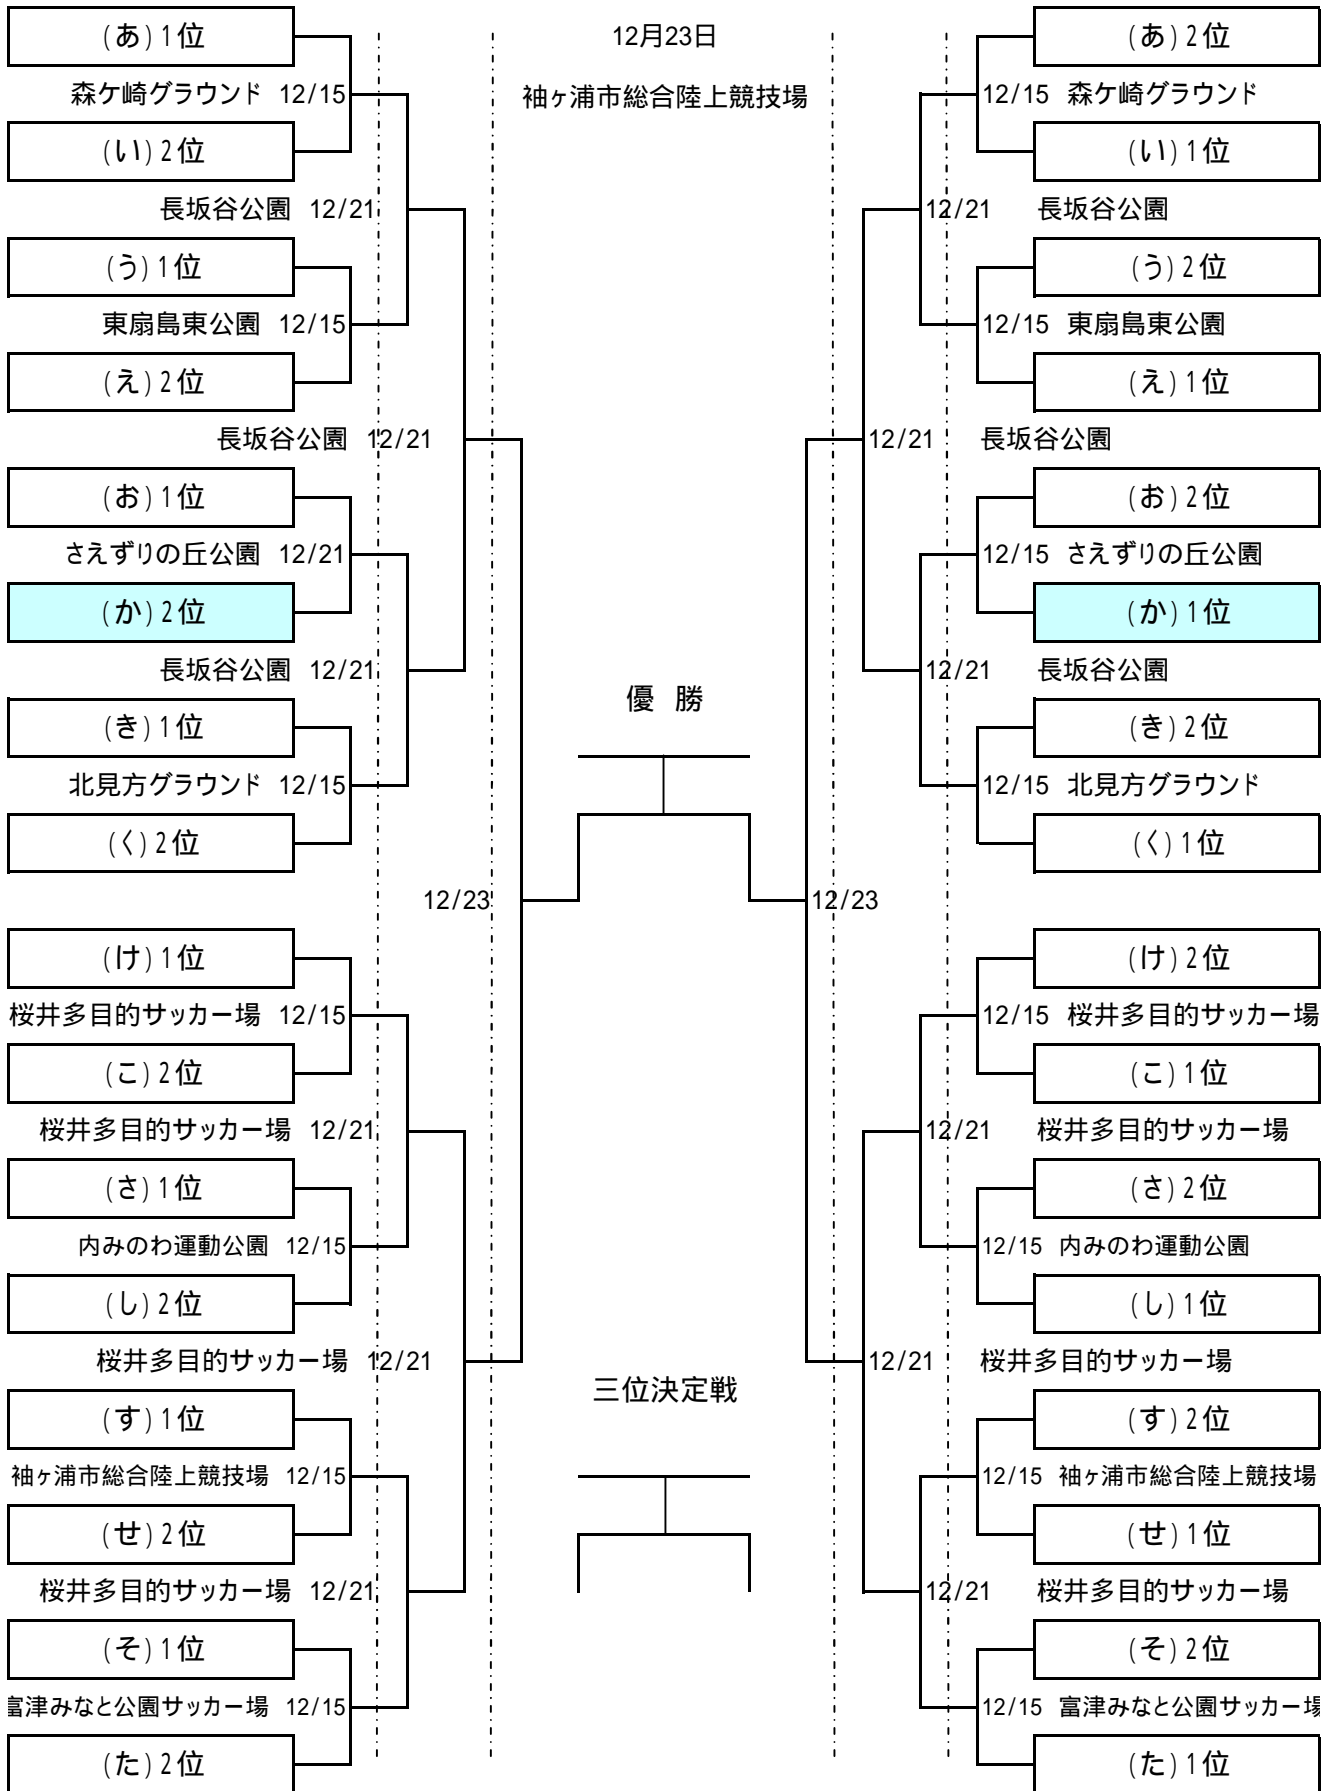 (あ)1位
12月23日
(あ)2位
森ケ崎グラウンド 12/15
袖ヶ浦市総合陸上競技場
12/15 森ケ崎グラウンド
(い)2位
(い)1位
長坂谷公園 12/21
12/21 長坂谷公園
(う)1位
(う)2位
東扇島東公園 12/15
12/15 東扇島東公園
(え)2位
(え)1位
長坂谷公園 12/21
12/21 長坂谷公園
(お)1位
(お)2位
さえずりの丘公園 12/21
12/15 さえずりの丘公園
(か)2位
(か)1位
長坂谷公園 12/21
12/21 長坂谷公園
優 勝
(き)1位
(き)2位
北見方グラウンド 12/15
12/15 北見方グラウンド
(く)2位
(く)1位
12/23
12/23
(け)1位
(け)2位
桜井多目的サッカー場 12/15
12/15 桜井多目的サッカー場
(こ)2位
(こ)1位
桜井多目的サッカー場 12/21
12/21 桜井多目的サッカー場
(さ)1位
(さ)2位
内みのわ運動公園 12/15
12/15 内みのわ運動公園
(し)2位
(し)1位
桜井多目的サッカー場 12/21
12/21 桜井多目的サッカー場
三位決定戦
(す)1位
(す)2位
袖ヶ浦市総合陸上競技場 12/15
12/15 袖ヶ浦市総合陸上競技場
(せ)2位
(せ)1位
桜井多目的サッカー場 12/21
12/21 桜井多目的サッカー場
(そ)1位
(そ)2位
富津みなと公園サッカー場 12/15
12/15 富津みなと公園サッカー場
(た)2位
(た)1位